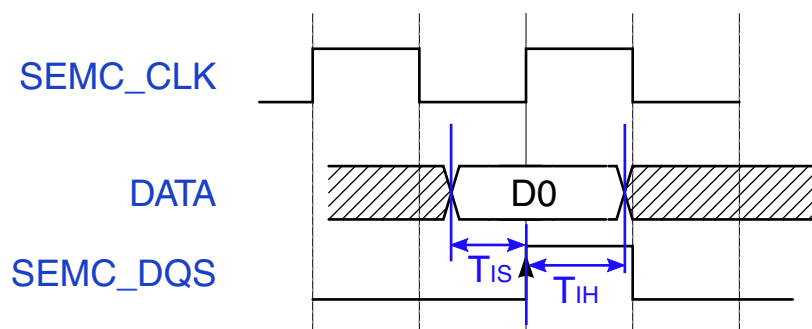 SEMC_CLK
DATA
D0
SEMC_DQS
TIS
TIH